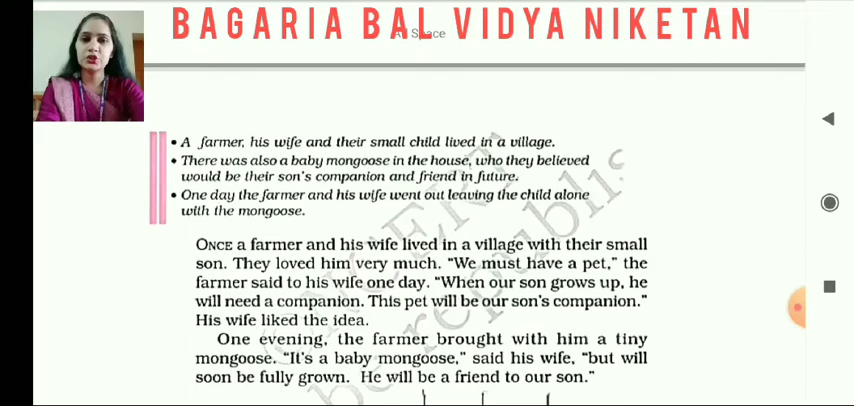 BAGARIA BAL VIDYA NIKETAN
• A farmer, his wife and their small child lived in a village.
• There was also a baby mongoose in the house, who they believed
would be their son's companion and friend in future.
• One day the farmer and his wife went out leaving the child alone
with the mongoose.
ONCE a farmer and his wife lived in a village with their small
son. They loved him very much. “We must have a pet,” the
farmer said to his wife one day. “When our son grows up, he
will need a companion. This pet will be our son's companion.”
His wife liked the idea.
One evening, the farmer brought with him a tiny
mongoose. “It's a baby mongoose,” said his wife, “but will
soon be fully grown. He will be a friend to our son.”